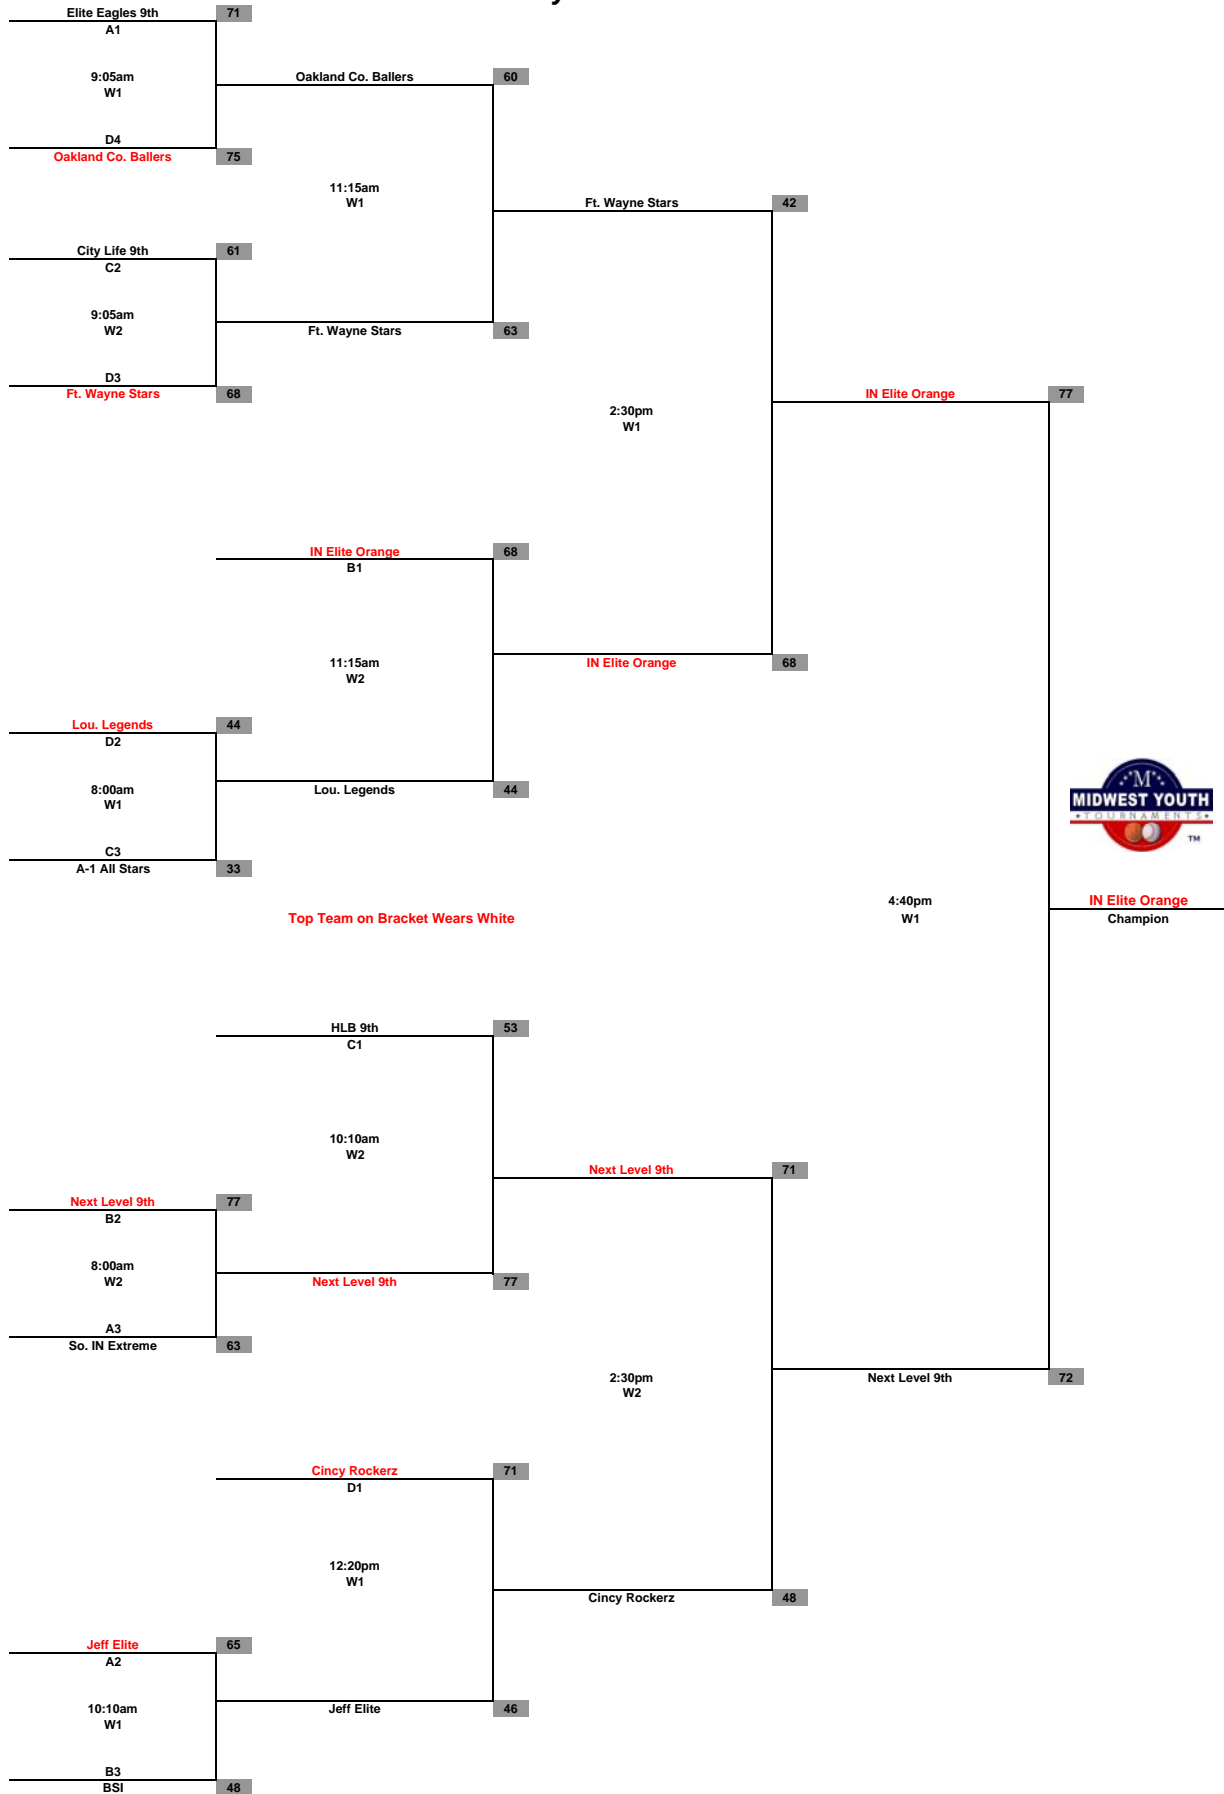 Elite Eagles 9th 71
A1
9:05am
W1
Oakland Co. Ballers 60
D4
Oakland Co. Ballers 75
11:15am
W1
Ft. Wayne Stars 42
City Life 9th 61
C2
9:05am
W2
Ft. Wayne Stars 63
D3
Ft. Wayne Stars 68
IN Elite Orange 77
2:30pm
W1
IN Elite Orange 68
B1
11:15am
W2
IN Elite Orange 68
Lou. Legends 44
D2
8:00am
W1
Lou. Legends 44
C3
A-1 All Stars 33
M
MIDWEST YOUTH
TOURNAMENTS
TM
4:40pm
W1
IN Elite Orange
Champion
Top Team on Bracket Wears White
HLB 9th 53
C1
10:10am
W2
Next Level 9th 71
Next Level 9th 77
B2
8:00am
W2
Next Level 9th 77
A3
So. IN Extreme 63
2:30pm
W2
Next Level 9th 72
Cincy Rockerz 71
D1
12:20pm
W1
Cincy Rockerz 48
Jeff Elite 65
A2
10:10am
W1
Jeff Elite 46
B3
BSI 48